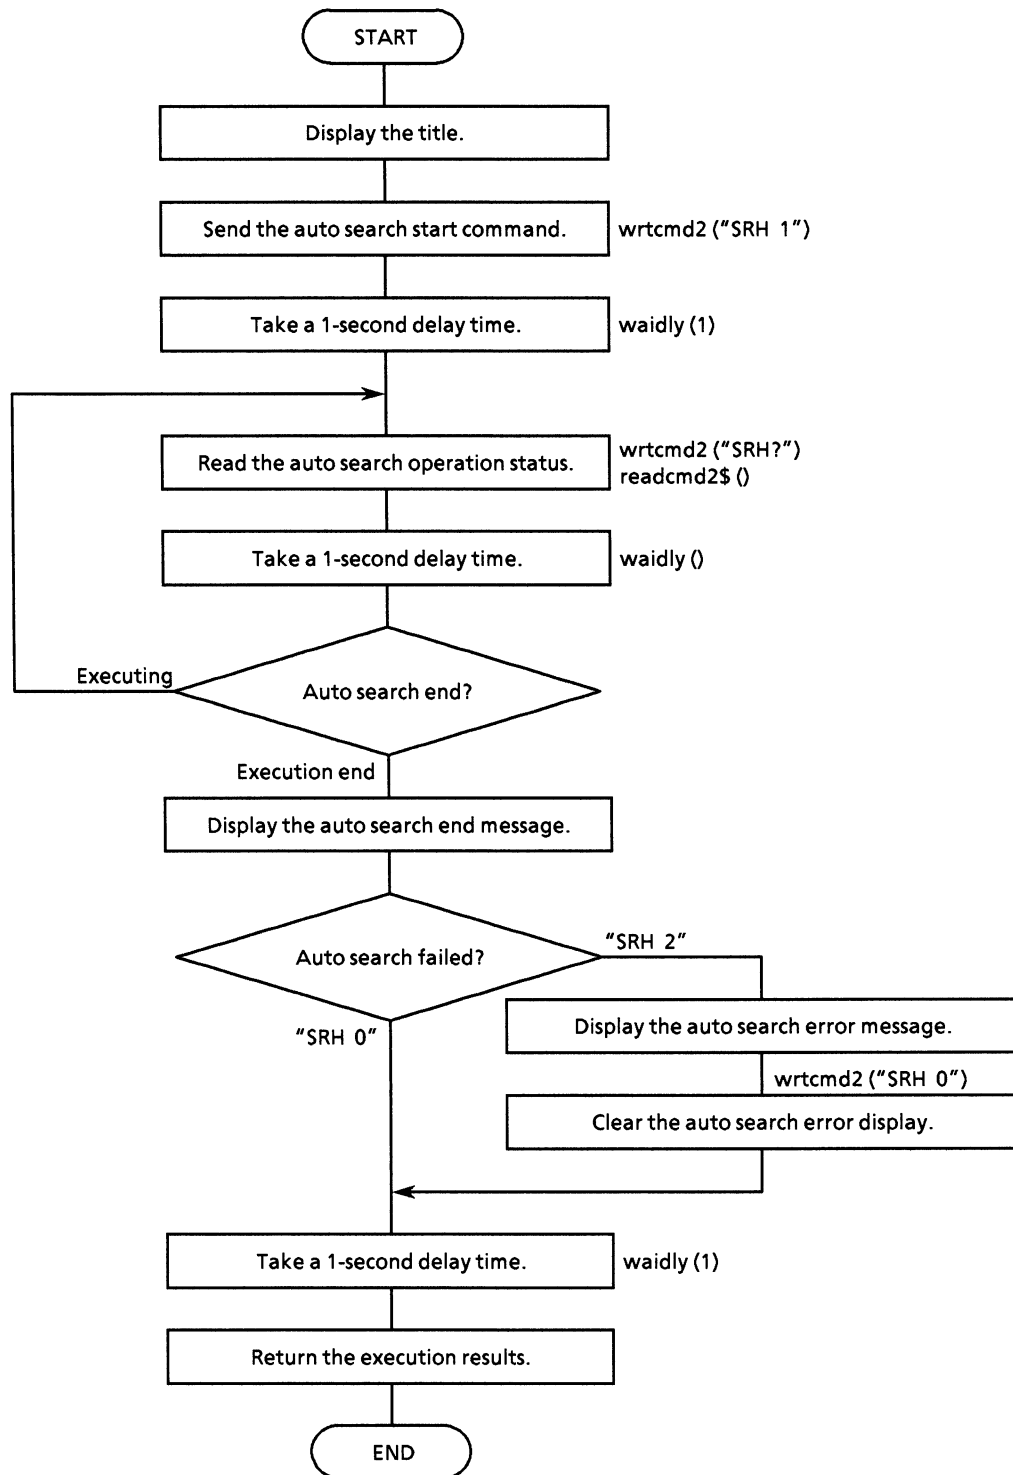 START
Display the title.
Send the auto search start command.
wrtcmd2 (“SRH 1”)
Take a 1-second delay time.
waidly (1)
Read the auto search operation status.
wrtcmd2 (“SRH?”)
readcmd2$ ()
Take a 1-second delay time.
waidly ()
Executing
Auto search end?
Execution end
Display the auto search end message.
“SRH 2”
Auto search failed?
“SRH 0”
Display the auto search error message.
wrtcmd2 (“SRH 0”)
Clear the auto search error display.
Take a 1-second delay time.
waidly (1)
Return the execution results.
END